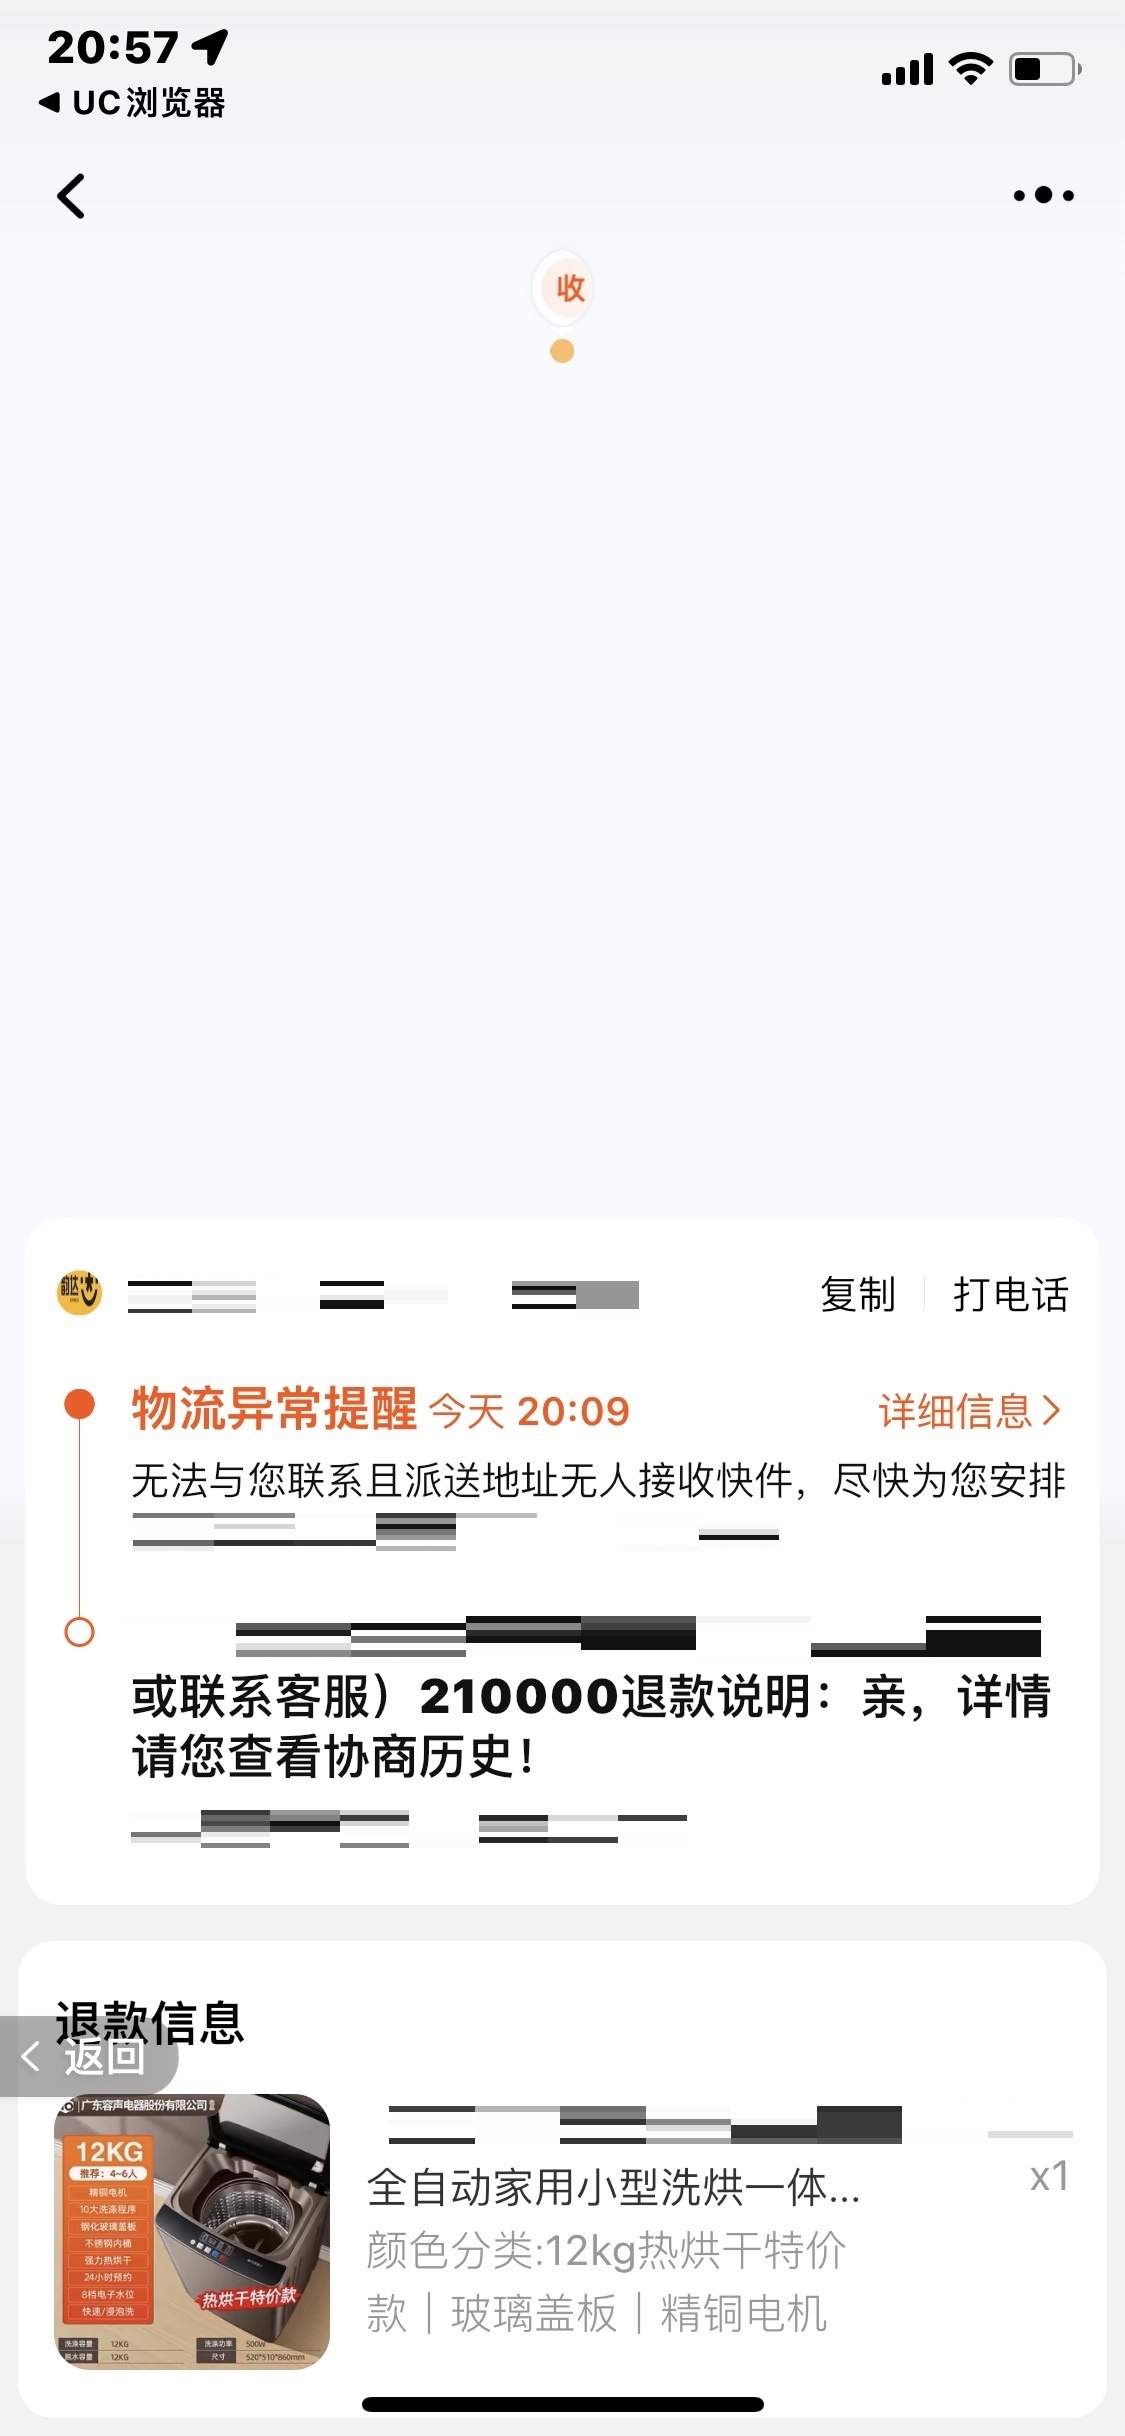 20:57
UC浏览器
收
韵达
复制
打电话
物流异常提醒 今天 20:09
详细信息
无法与您联系且派送地址无人接收快件，尽快为您安排
或联系客服）210000退款说明：亲，详情
请您查看协商历史！
退款信息
返回
广东容声电器股份有限公司
12KG
推荐：4~6人
精铜电机
10大洗涤程序
钢化玻璃盖板
不锈钢内桶
强力热烘干
24小时预约
8档电子水位
快速/浸泡洗
热烘干特价款
洗涤容量 12KG 洗涤功率 500W
脱水容量 12KG 尺寸 520*510*860mm
全自动家用小型洗烘一体...
x1
颜色分类:12kg热烘干特价
款｜玻璃盖板｜精铜电机